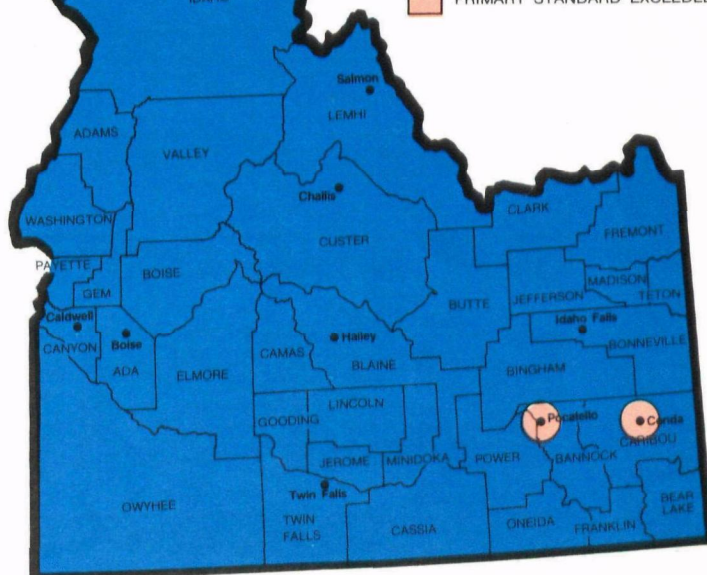 IDAHO
PRIMARY STANDARD EXCEEDED
Salmon
LEMHI
ADAMS
VALLEY
Challis
CLARK
WASHINGTON
CUSTER
FREMONT
PAYETTE
BOISE
MADISON
GEM
BUTTE
JEFFERSON
TETON
Caldwell
Idaho Falls
Boise
Hailey
CANYON
BONNEVILLE
CAMAS
BLAINE
ADA
ELMORE
BINGHAM
LINCOLN
GOODING
Pocatello
Conda
CARIBOU
JEROME
MINIDOKA
POWER
BANNOCK
Twin Falls
OWYHEE
TWIN
FALLS
CASSIA
ONEIDA
FRANKLIN
BEAR
LAKE